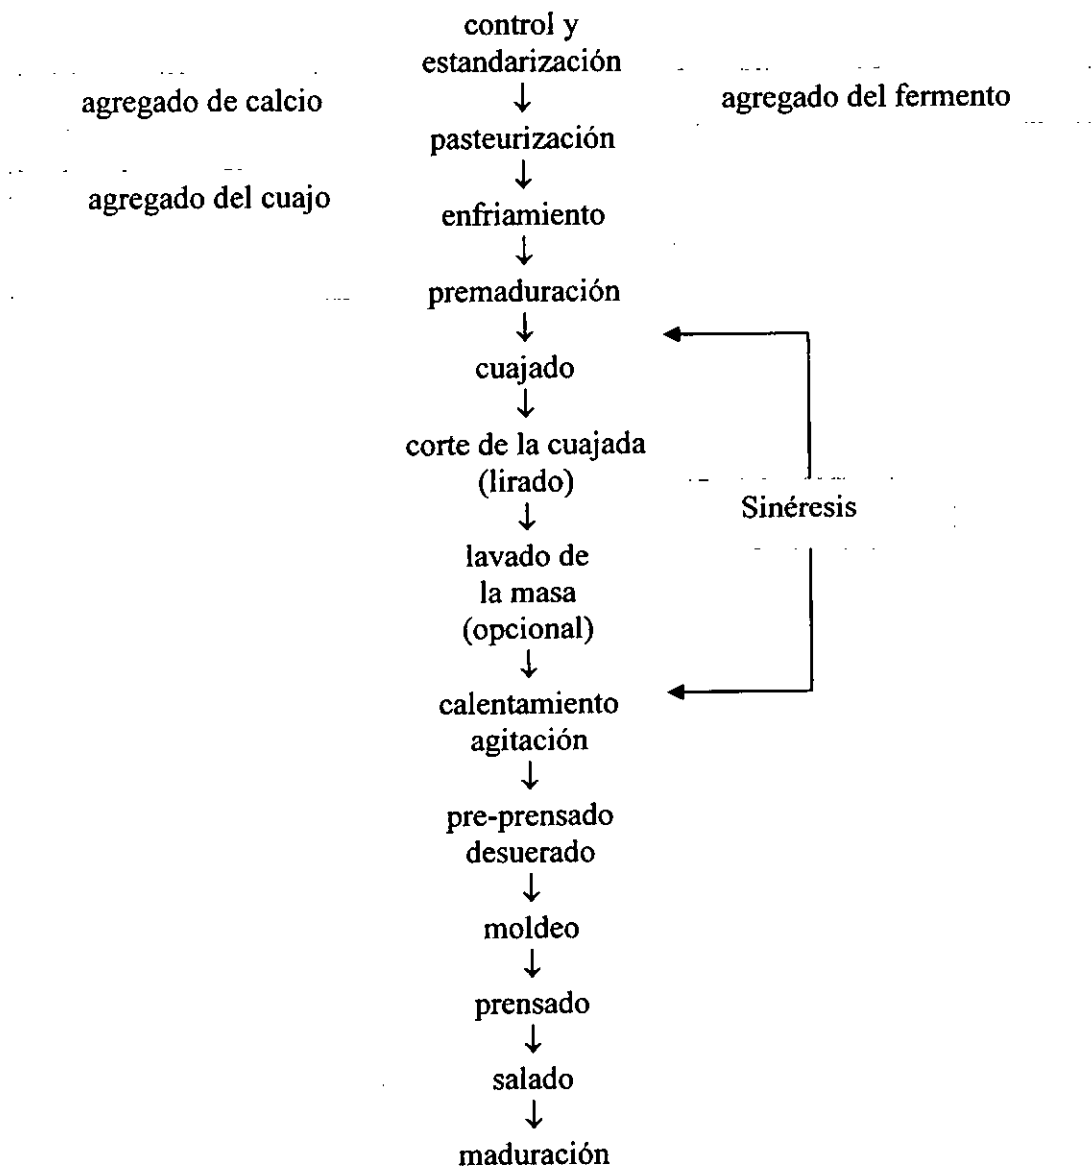 control y
estandarización
agregado de calcio
agregado del fermento
pasteurización
agregado del cuajo
enfriamiento
premaduración
cuajado
corte de la cuajada
(lirado)
Sinéresis
lavado de
la masa
(opcional)
calentamiento
agitación
pre-prensado
desuerado
moldeo
prensado
salado
maduración